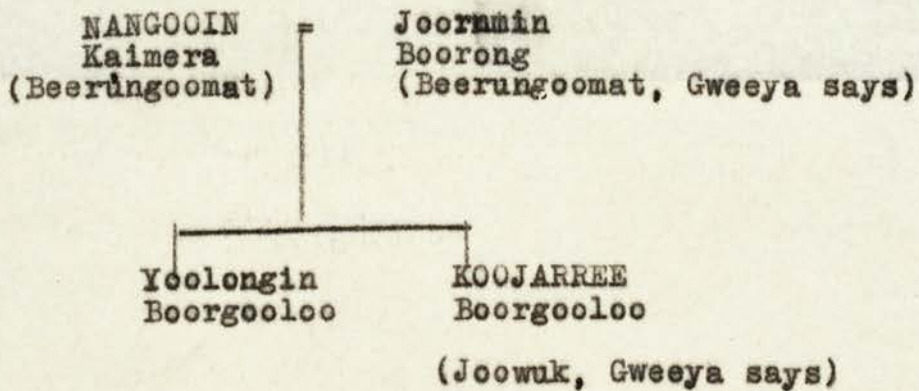 NANGOOIN = Joornmin
Kaimera Boorong
(Beerungoomat) (Beerungoomat, Gweeya says)
Yoolongin KOOJARREE
Boorgooloo Boorgooloo
(Joowuk, Gweeya says)